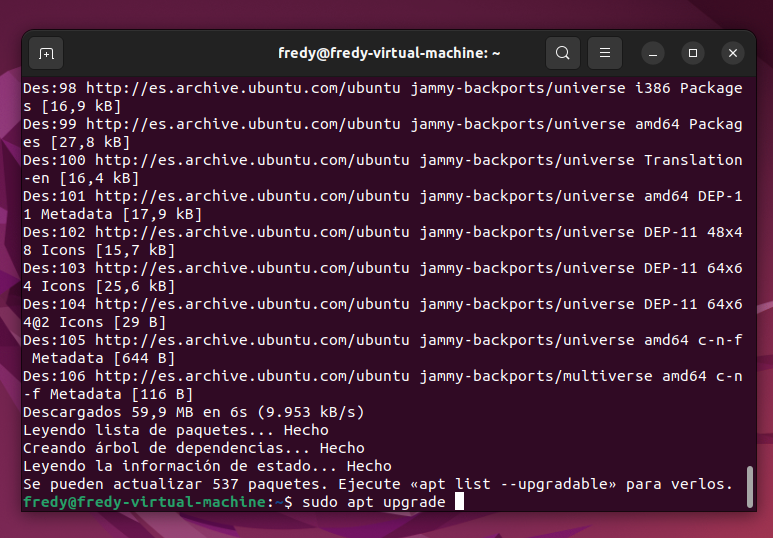 fredy@fredy-virtual-machine: ~
Des:98 http://es.archive.ubuntu.com/ubuntu jammy-backports/universe i386 Package
s [16,9 kB]
Des:99 http://es.archive.ubuntu.com/ubuntu jammy-backports/universe amd64 Packag
es [27,8 kB]
Des:100 http://es.archive.ubuntu.com/ubuntu jammy-backports/universe Translation
-en [16,4 kB]
Des:101 http://es.archive.ubuntu.com/ubuntu jammy-backports/universe amd64 DEP-1
1 Metadata [17,9 kB]
Des:102 http://es.archive.ubuntu.com/ubuntu jammy-backports/universe DEP-11 48x4
8 Icons [15,7 kB]
Des:103 http://es.archive.ubuntu.com/ubuntu jammy-backports/universe DEP-11 64x6
4 Icons [25,6 kB]
Des:104 http://es.archive.ubuntu.com/ubuntu jammy-backports/universe DEP-11 64x6
4@2 Icons [29 B]
Des:105 http://es.archive.ubuntu.com/ubuntu jammy-backports/universe amd64 c-n-f
 Metadata [644 B]
Des:106 http://es.archive.ubuntu.com/ubuntu jammy-backports/multiverse amd64 c-n
-f Metadata [116 B]
Descargados 59,9 MB en 6s (9.953 kB/s)
Leyendo lista de paquetes... Hecho
Creando árbol de dependencias... Hecho
Leyendo la información de estado... Hecho
Se pueden actualizar 537 paquetes. Ejecute «apt list --upgradable» para verlos.
fredy@fredy-virtual-machine:~$ sudo apt upgrade